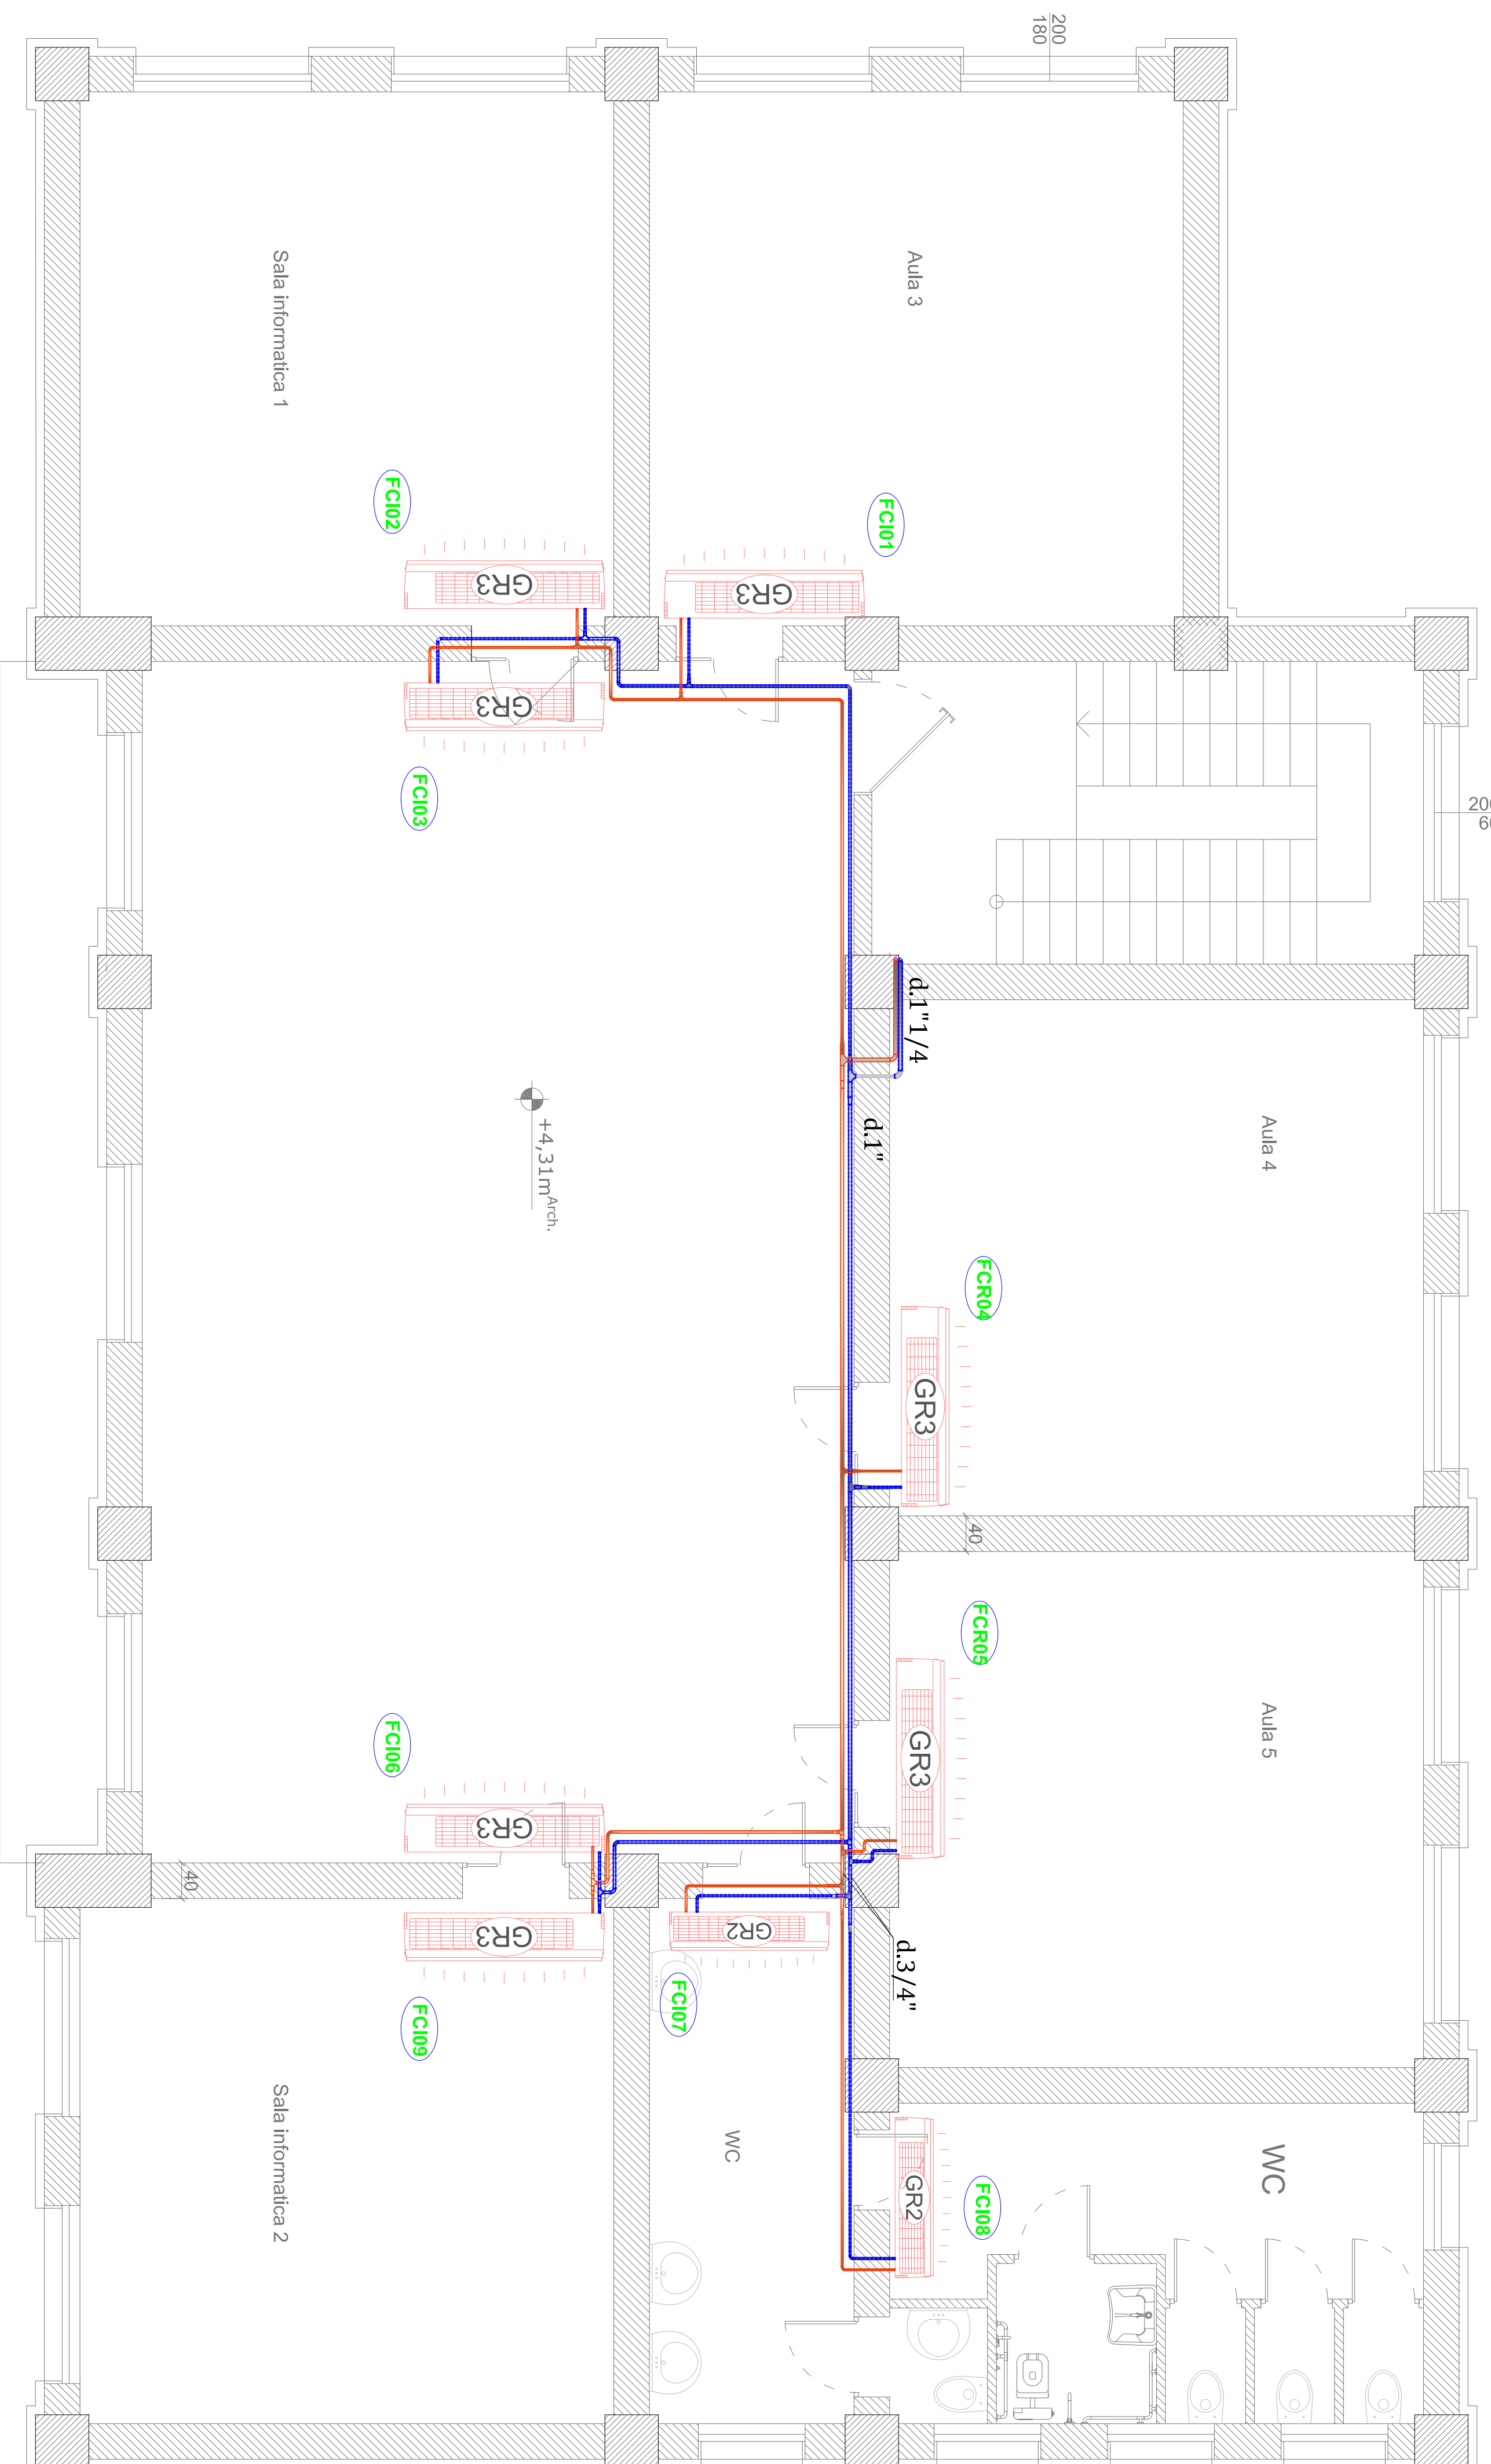 200
180
Aula 3
Sala informatica 1
FCI02
FCI01
GR3
GR3
GR3
FCI03
d.1"1/4
d.1"
+4,31m Arch.
Aula 4
FCR04
GR3
40
FCR05
Aula 5
GR3
FCI06
GR3
40
GR3
GR2
d.3/4"
FCI07
FCI09
Sala informatica 2
WC
WC
GR2
FCI08